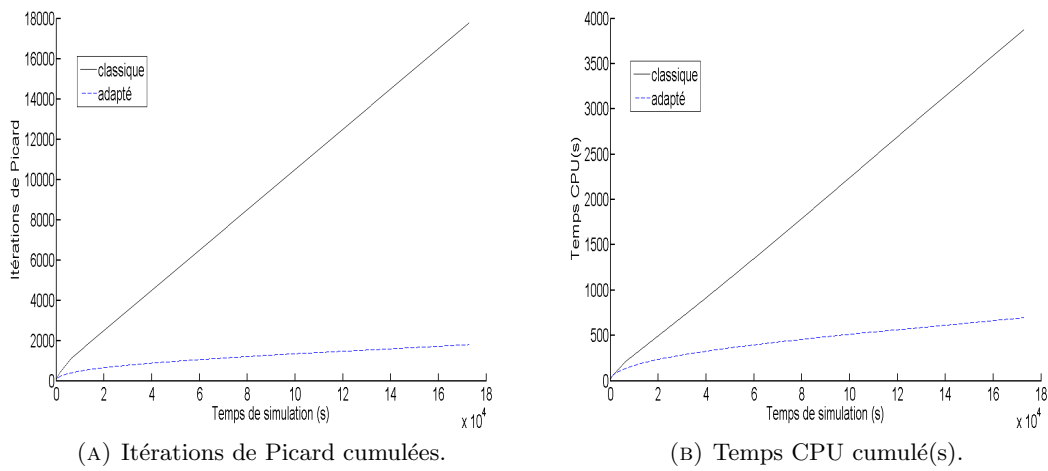 18000
16000
14000
12000
10000
8000
6000
4000
2000
0
Itérations de Picard
classique
adapté
0 2 4 6 8 10 12 14 16 18
Temps de simulation (s)
x 10^4
(A) Itérations de Picard cumulées.
4000
3500
3000
2500
2000
1500
1000
500
0
Temps CPU(s)
classique
adapté
0 2 4 6 8 10 12 14 16 18
Temps de simulation (s)
x 10^4
(B) Temps CPU cumulé(s).